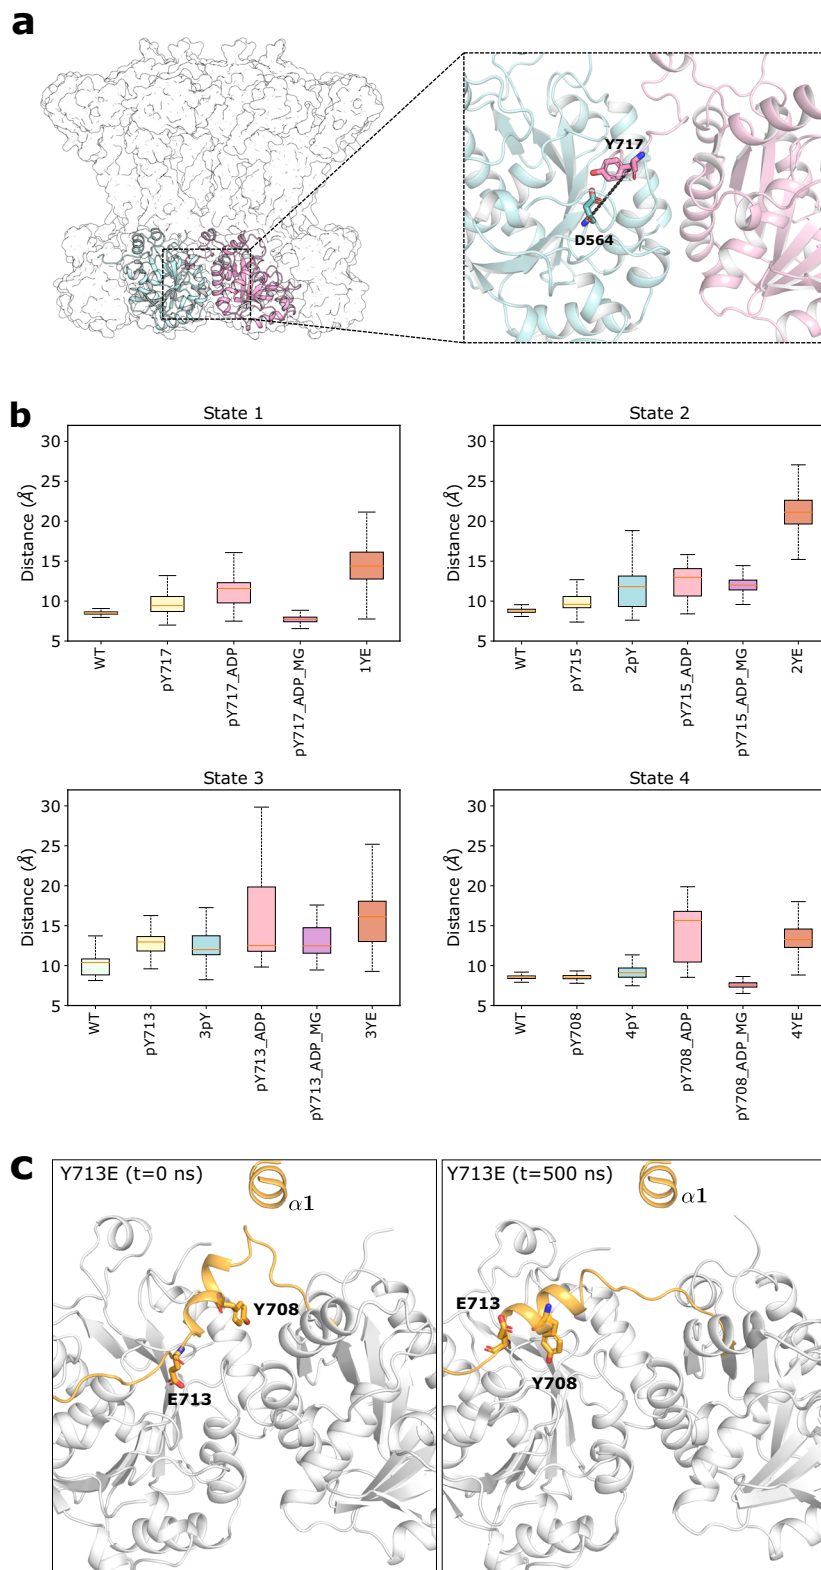 a
Y717
D564
b
State 1
Distance (Å)
30
25
20
15
10
5
WT
pY717
pY717_ADP
pY717_ADP_MG
1YE
State 2
Distance (Å)
30
25
20
15
10
5
WT
pY715
2pY
pY715_ADP
pY715_ADP_MG
2YE
State 3
Distance (Å)
30
25
20
15
10
5
WT
pY713
3pY
pY713_ADP
pY713_ADP_MG
3YE
State 4
Distance (Å)
30
25
20
15
10
5
WT
pY708
4pY
pY708_ADP
pY708_ADP_MG
4YE
c
Y713E (t=0 ns)
α1
Y708
E713
Y713E (t=500 ns)
α1
E713
Y708